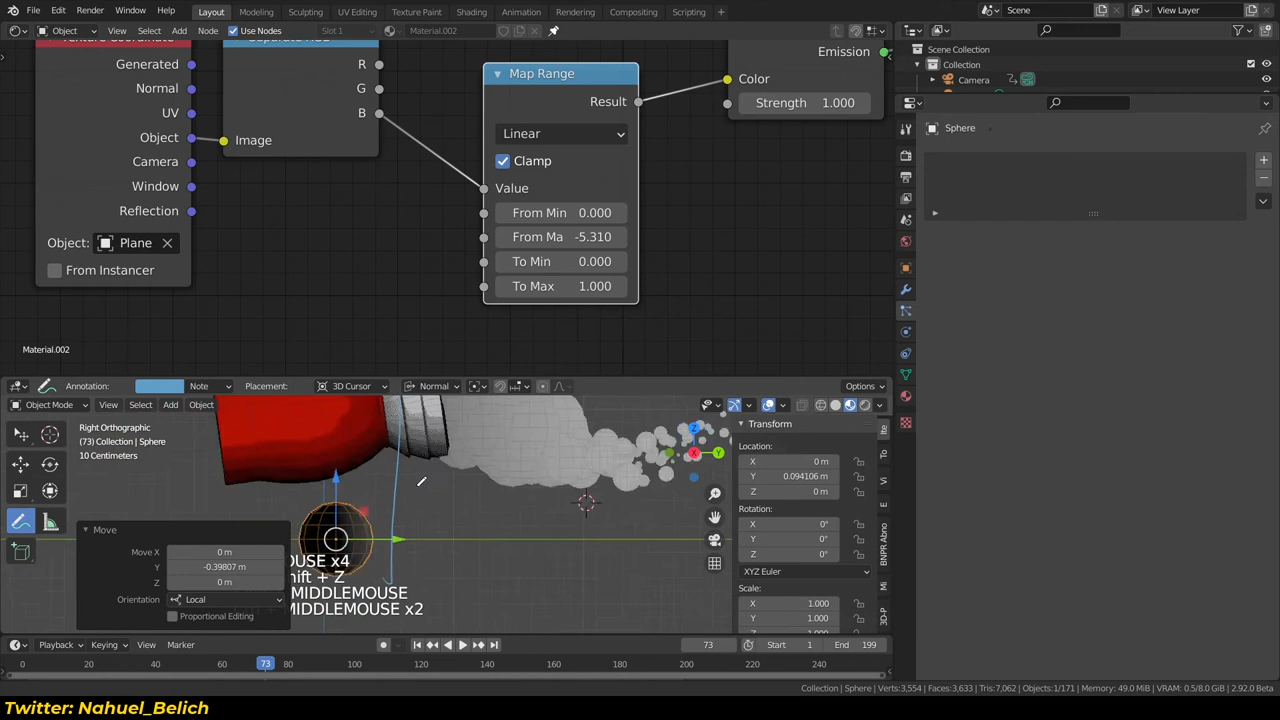 File Edit Render Window Help
Layout Modeling Sculpting UV Editing Texture Paint Shading Animation Rendering Compositing Scripting
Scene View Layer
Object View Select Add Node Use Nodes Slot 1 Material.002
Scene Collection
Collection
Camera
Sphere
Generated
Normal
UV
Object
Camera
Window
Reflection
Object: Plane
From Instancer
R
G
B
Image
Map Range
Result
Linear
Clamp
Value
From Min 0.000
From Ma -5.310
To Min 0.000
To Max 1.000
Emission
Color
Strength 1.000
Material.002
Annotation: Note Placement: 3D Cursor Normal Options
Object Mode View Select Add Object
Right Orthographic
(73) Collection | Sphere
10 Centimeters
Move
Move X 0 m
Y -0.39807 m
Z 0 m
Orientation Local
Proportional Editing
OUSE x4
hift + Z
MIDDLEMOUSE
MIDDLEMOUSE x2
Z
X
Y
Transform
Location:
X 0 m
Y 0.094106 m
Z 0 m
Rotation:
X 0°
Y 0°
Z 0°
XYZ Euler
Scale:
X 1.000
Y 1.000
Ite
To
Vi
E
BNPR Abno
Mi
3D-P
Playback Keying View Marker 73 Start 1 End 199
0 20 40 60 73 80 100 120 140 160 180 200 220 240
Collection | Sphere | Verts:3,554 | Faces:3,633 | Tris:7,062 | Objects:1/171 | Memory: 49.0 MiB | VRAM: 0.5/8.0 GiB | 2.92.0 Beta
Twitter: Nahuel_Belich